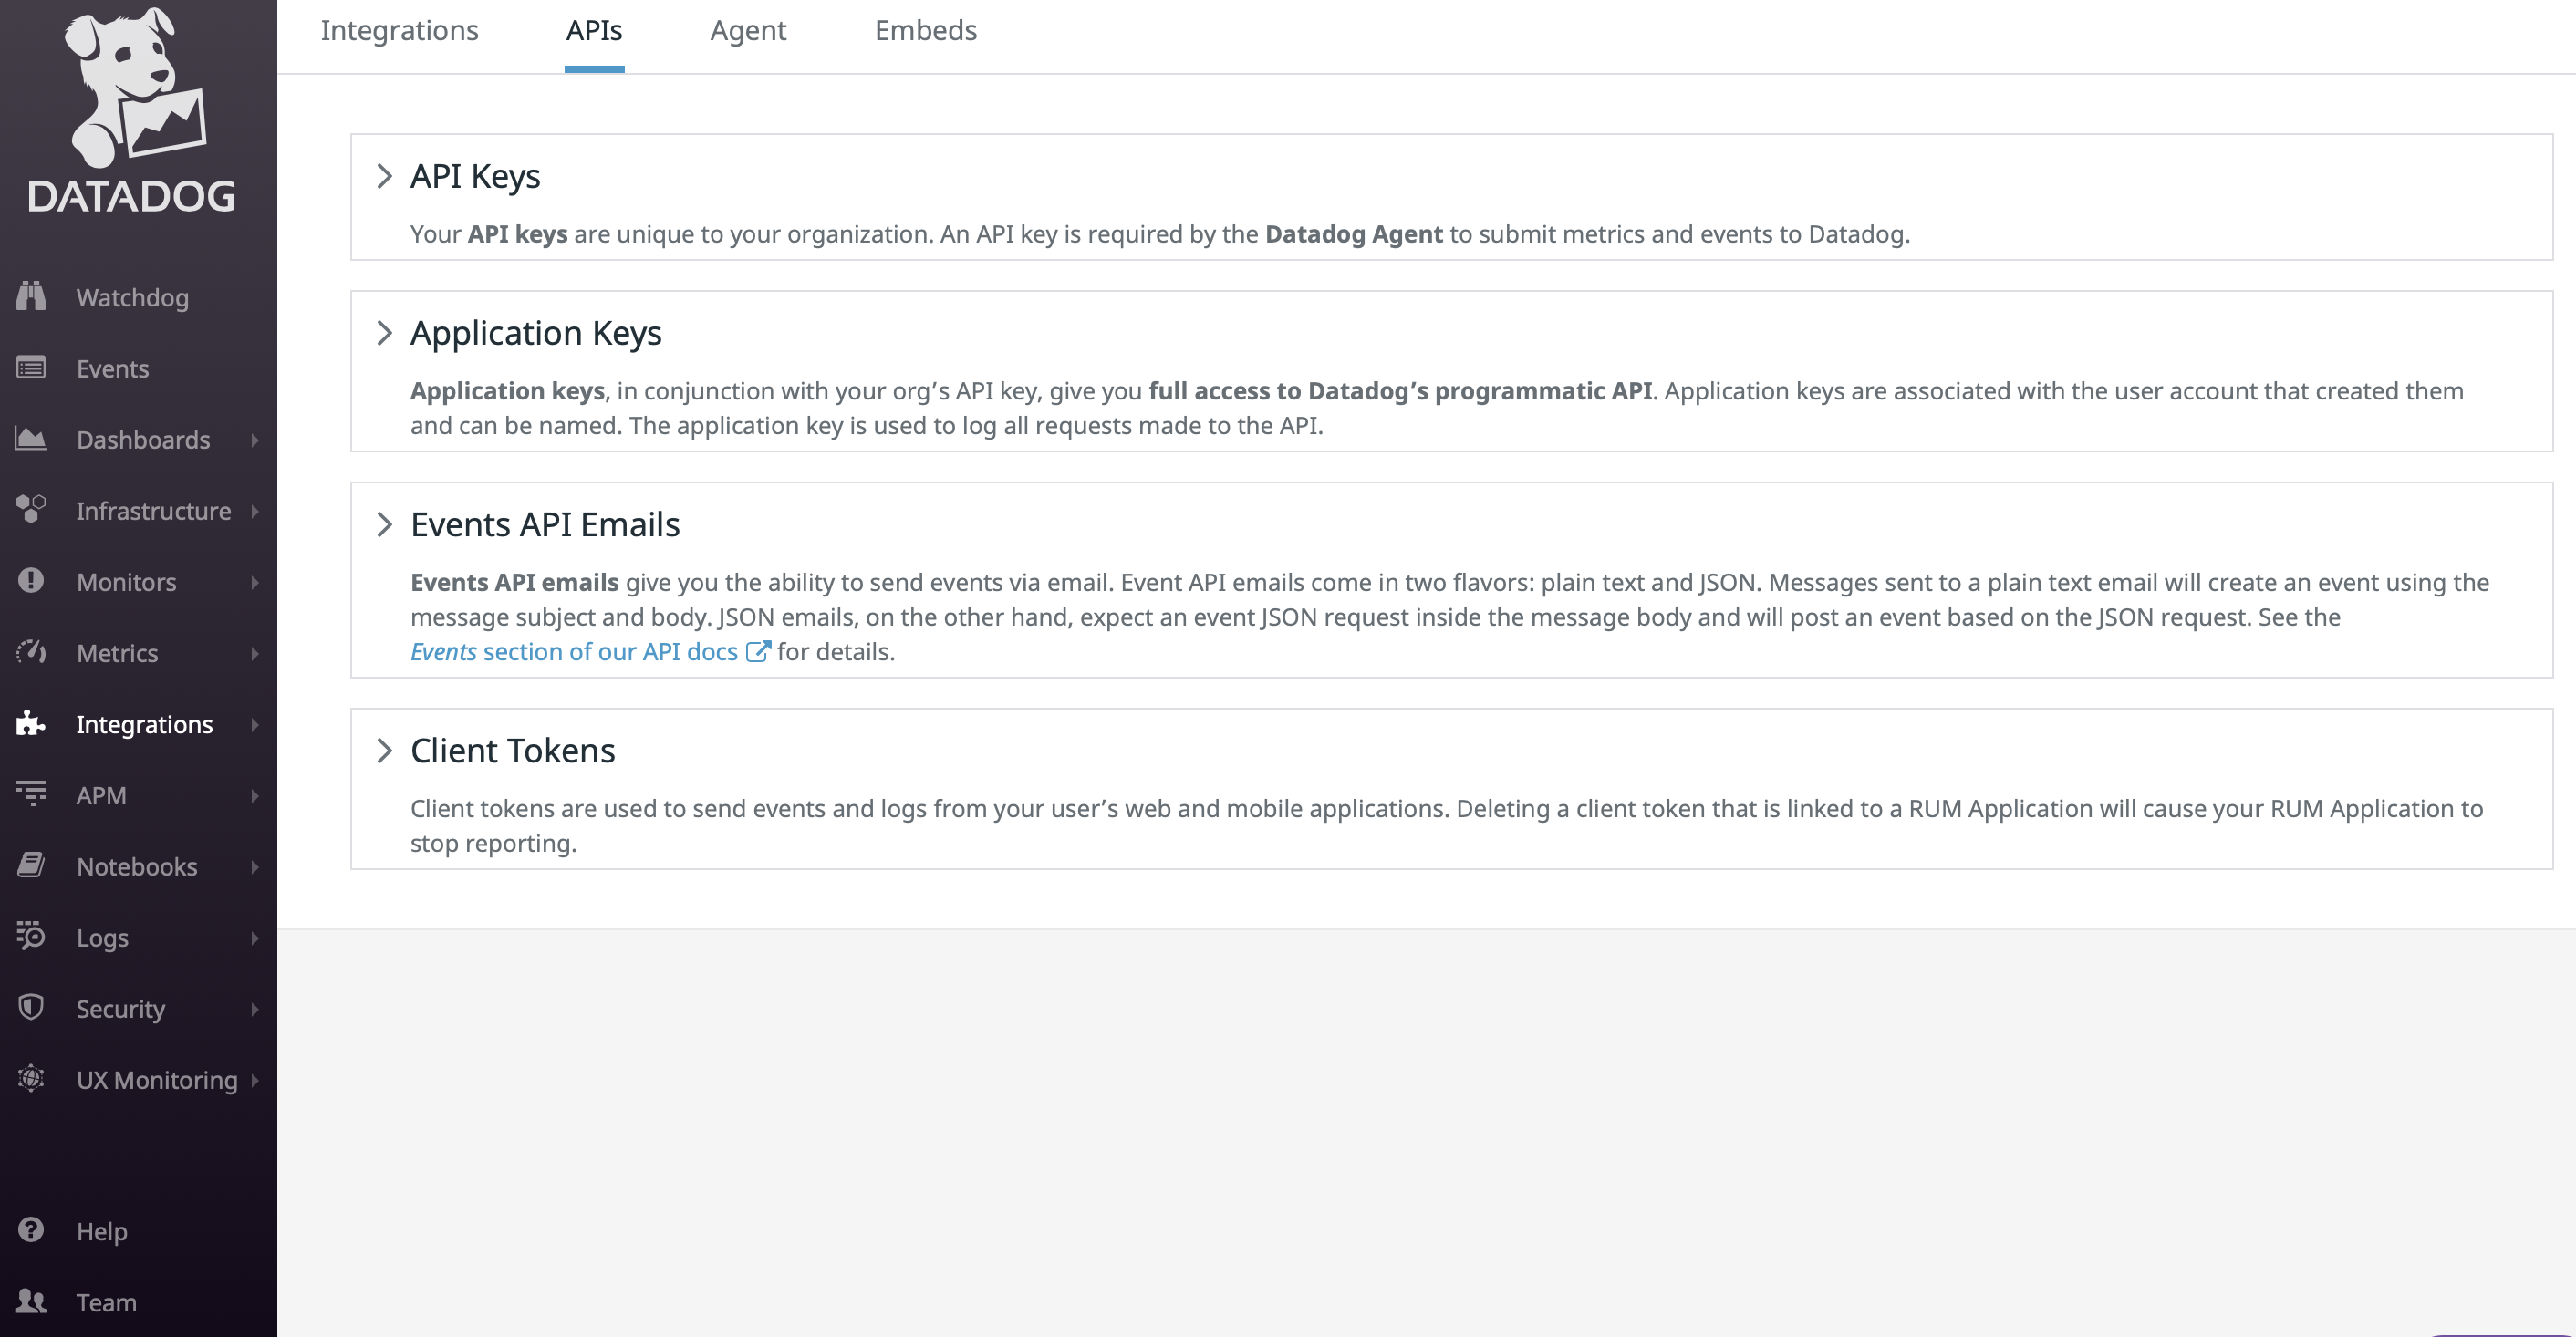 DATADOG
Watchdog
Events
Dashboards
Infrastructure
Monitors
Metrics
Integrations
APM
Notebooks
Logs
Security
UX Monitoring
Help
Team
Integrations
APIs
Agent
Embeds
API Keys
Your API keys are unique to your organization. An API key is required by the Datadog Agent to submit metrics and events to Datadog.
Application Keys
Application keys, in conjunction with your org’s API key, give you full access to Datadog’s programmatic API. Application keys are associated with the user account that created them
and can be named. The application key is used to log all requests made to the API.
Events API Emails
Events API emails give you the ability to send events via email. Event API emails come in two flavors: plain text and JSON. Messages sent to a plain text email will create an event using the
message subject and body. JSON emails, on the other hand, expect an event JSON request inside the message body and will post an event based on the JSON request. See the
Events section of our API docs for details.
Client Tokens
Client tokens are used to send events and logs from your user’s web and mobile applications. Deleting a client token that is linked to a RUM Application will cause your RUM Application to
stop reporting.